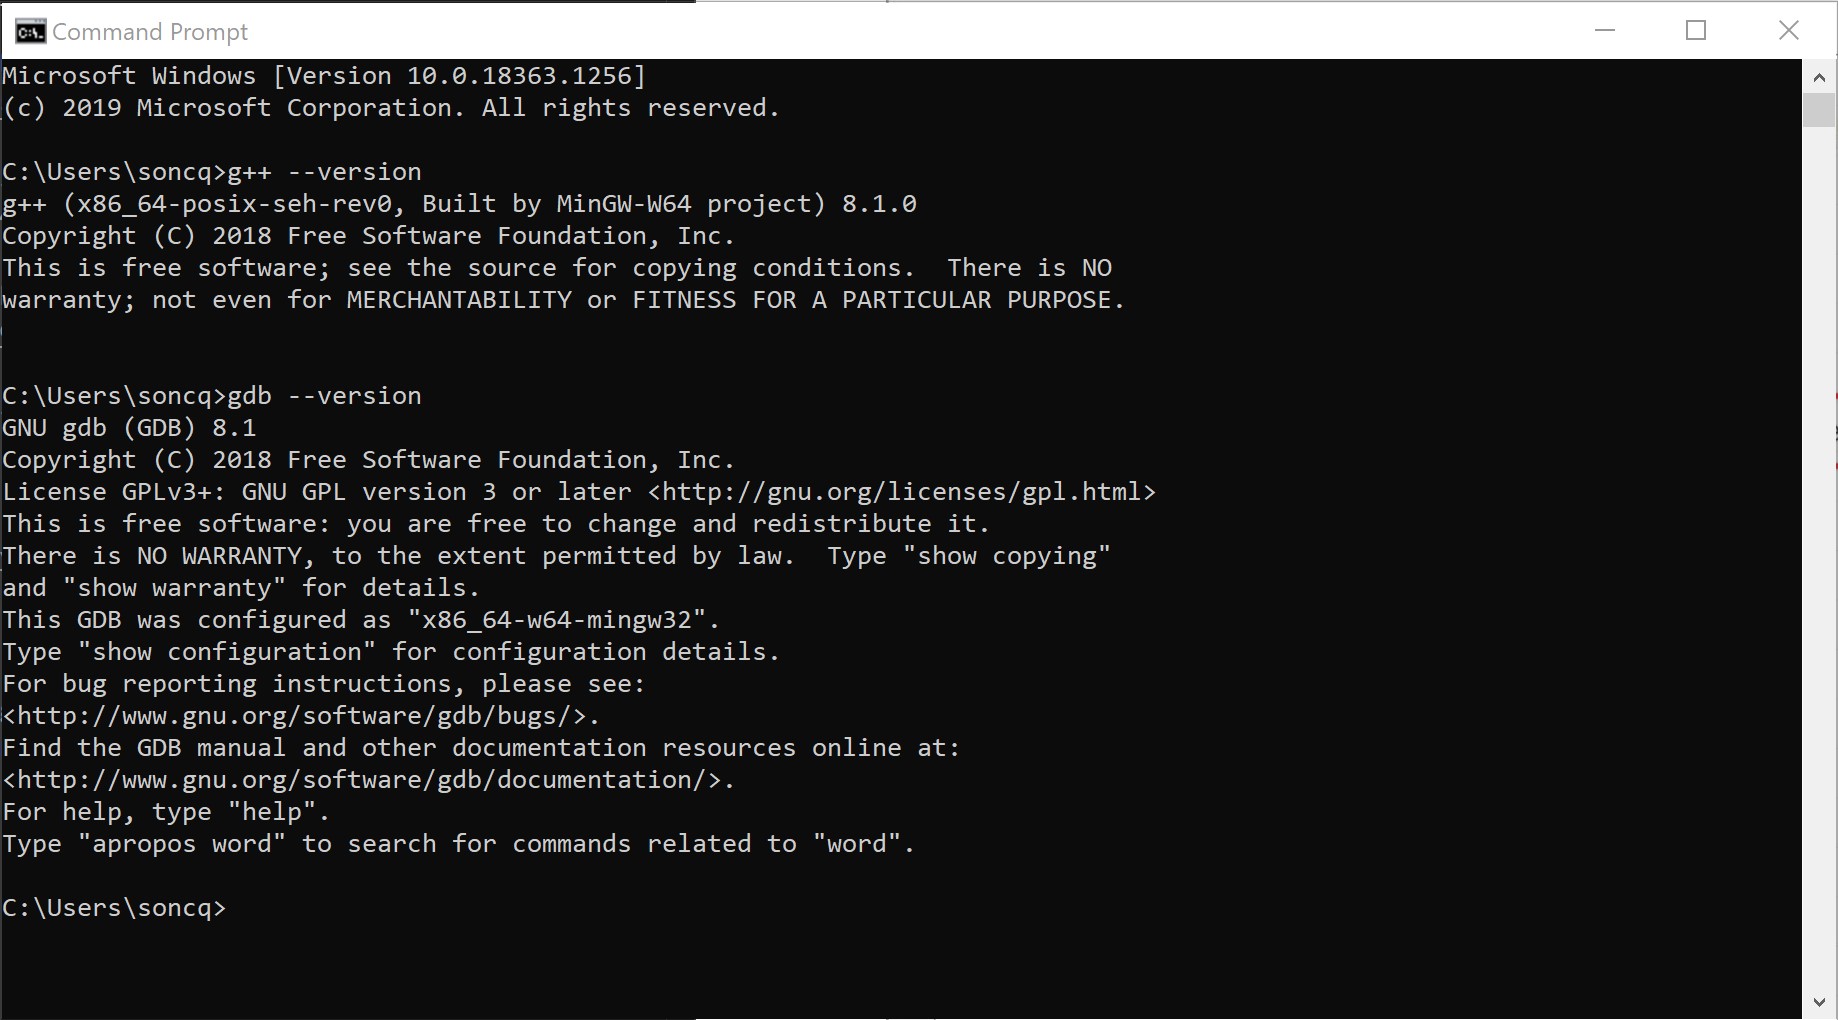 Command Prompt
Microsoft Windows [Version 10.0.18363.1256]
(c) 2019 Microsoft Corporation. All rights reserved.
C:\Users\soncq>g++ --version
g++ (x86_64-posix-seh-rev0, Built by MinGW-W64 project) 8.1.0
Copyright (C) 2018 Free Software Foundation, Inc.
This is free software; see the source for copying conditions.  There is NO
warranty; not even for MERCHANTABILITY or FITNESS FOR A PARTICULAR PURPOSE.
C:\Users\soncq>gdb --version
GNU gdb (GDB) 8.1
Copyright (C) 2018 Free Software Foundation, Inc.
License GPLv3+: GNU GPL version 3 or later <http://gnu.org/licenses/gpl.html>
This is free software: you are free to change and redistribute it.
There is NO WARRANTY, to the extent permitted by law.  Type "show copying"
and "show warranty" for details.
This GDB was configured as "x86_64-w64-mingw32".
Type "show configuration" for configuration details.
For bug reporting instructions, please see:
<http://www.gnu.org/software/gdb/bugs/>.
Find the GDB manual and other documentation resources online at:
<http://www.gnu.org/software/gdb/documentation/>.
For help, type "help".
Type "apropos word" to search for commands related to "word".
C:\Users\soncq>